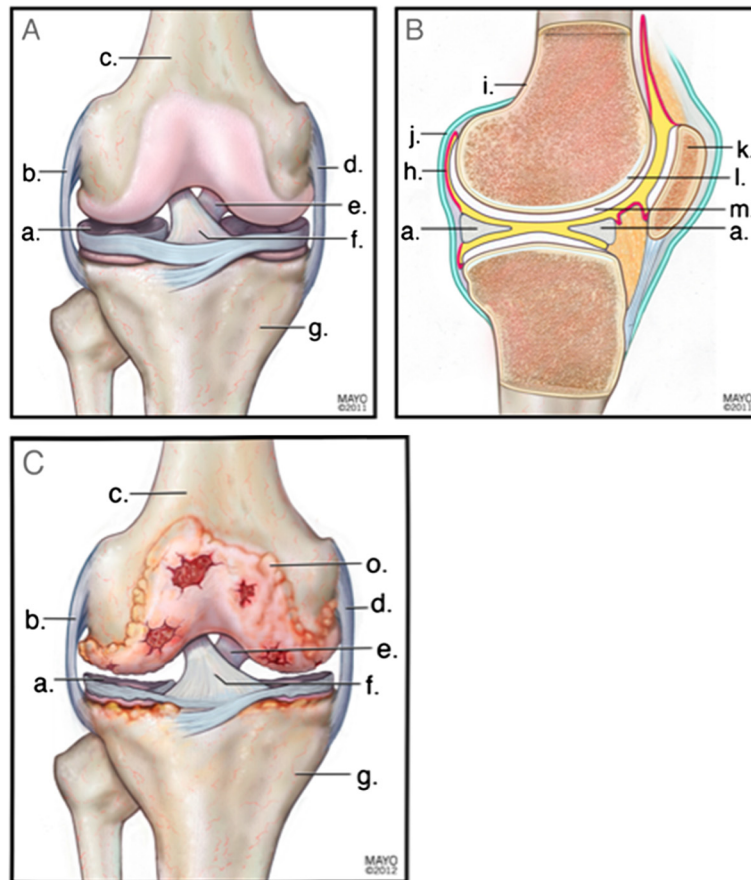 A
c.
b.
d.
a.
e.
f.
g.
MAYO
©2011
B
i.
j.
h.
k.
l.
m.
a.
a.
MAYO
©2011
C
c.
o.
b.
d.
e.
a.
f.
g.
MAYO
©2012